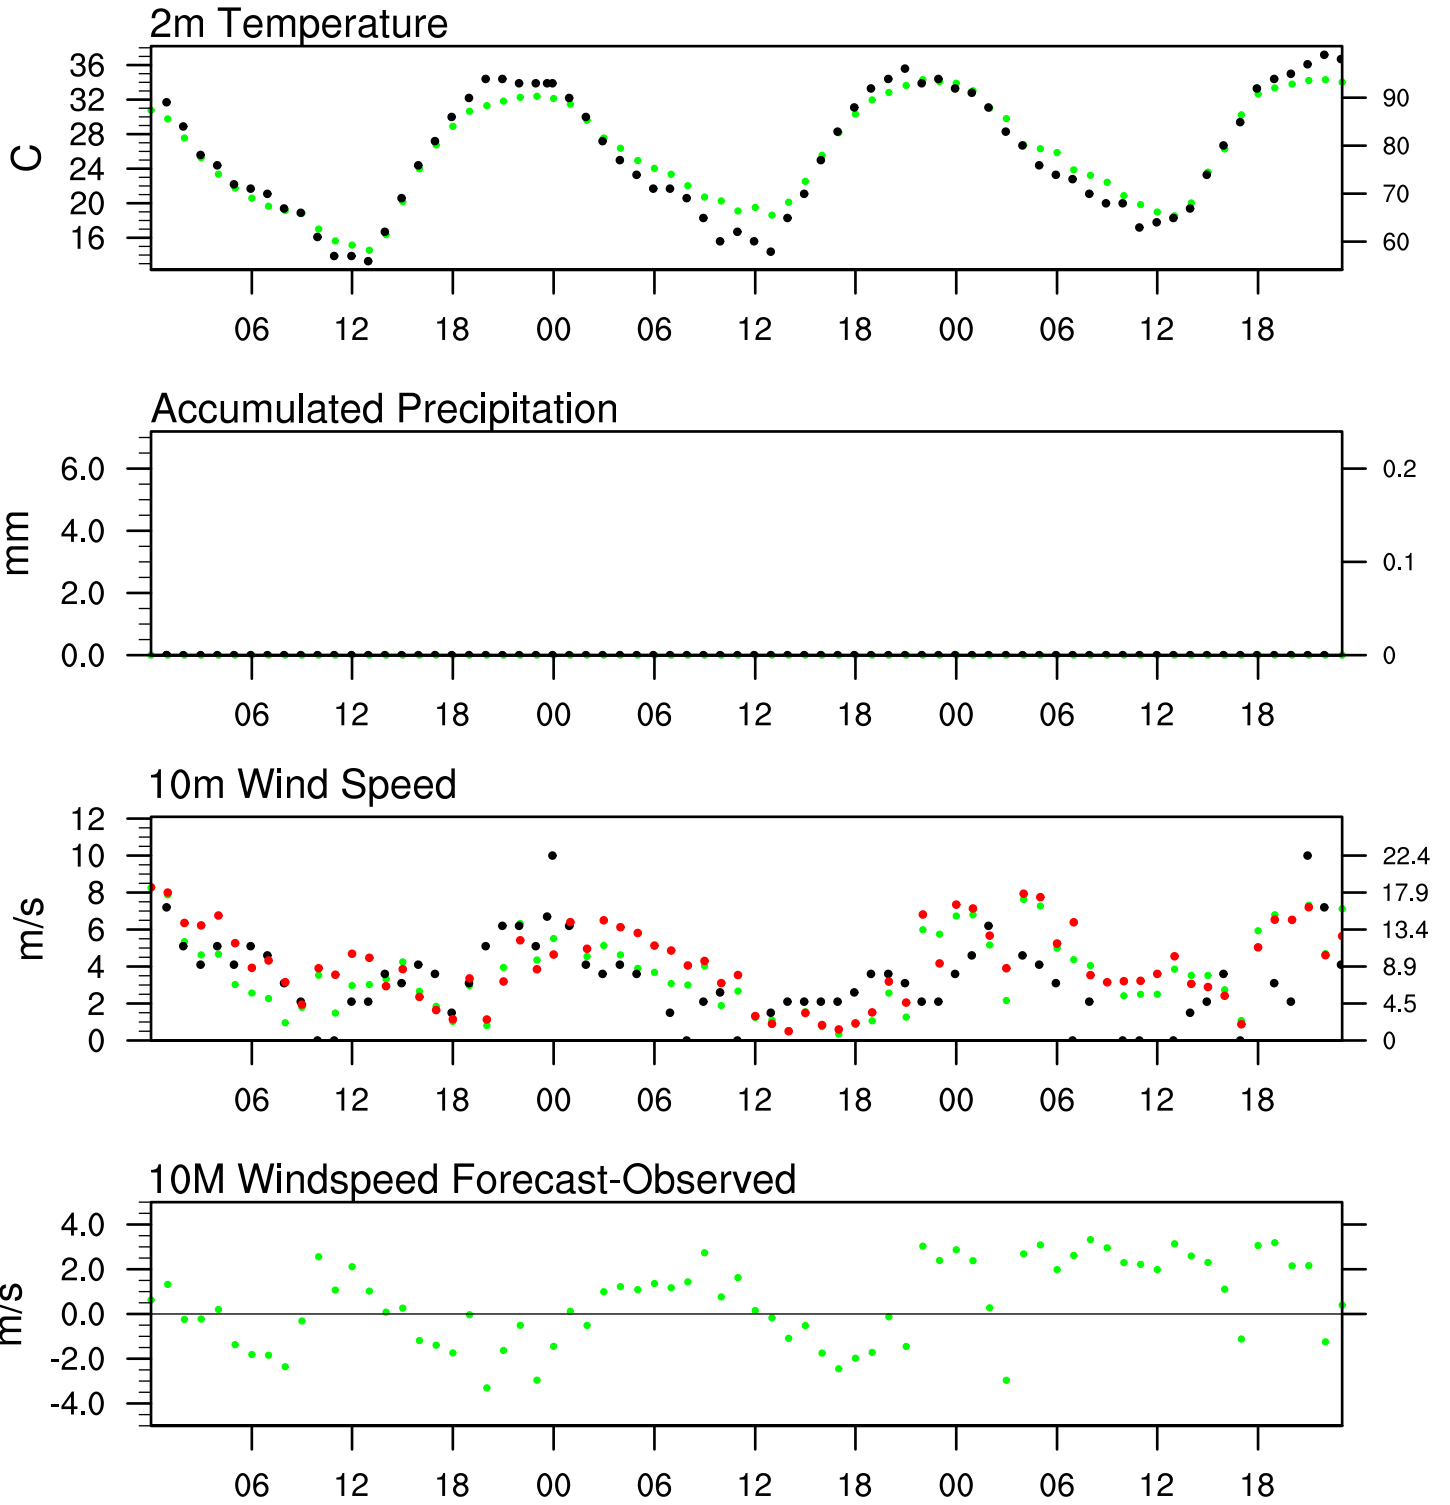 2m Temperature
36
32
28
24
20
16
C
90
80
70
60
06 12 18 00 06 12 18 00 06 12 18
Accumulated Precipitation
6.0
4.0
2.0
0.0
mm
0.2
0.1
0
06 12 18 00 06 12 18 00 06 12 18
10m Wind Speed
12
10
8
6
4
2
0
m/s
22.4
17.9
13.4
8.9
4.5
0
06 12 18 00 06 12 18 00 06 12 18
10M Windspeed Forecast-Observed
4.0
2.0
0.0
-2.0
-4.0
m/s
06 12 18 00 06 12 18 00 06 12 18